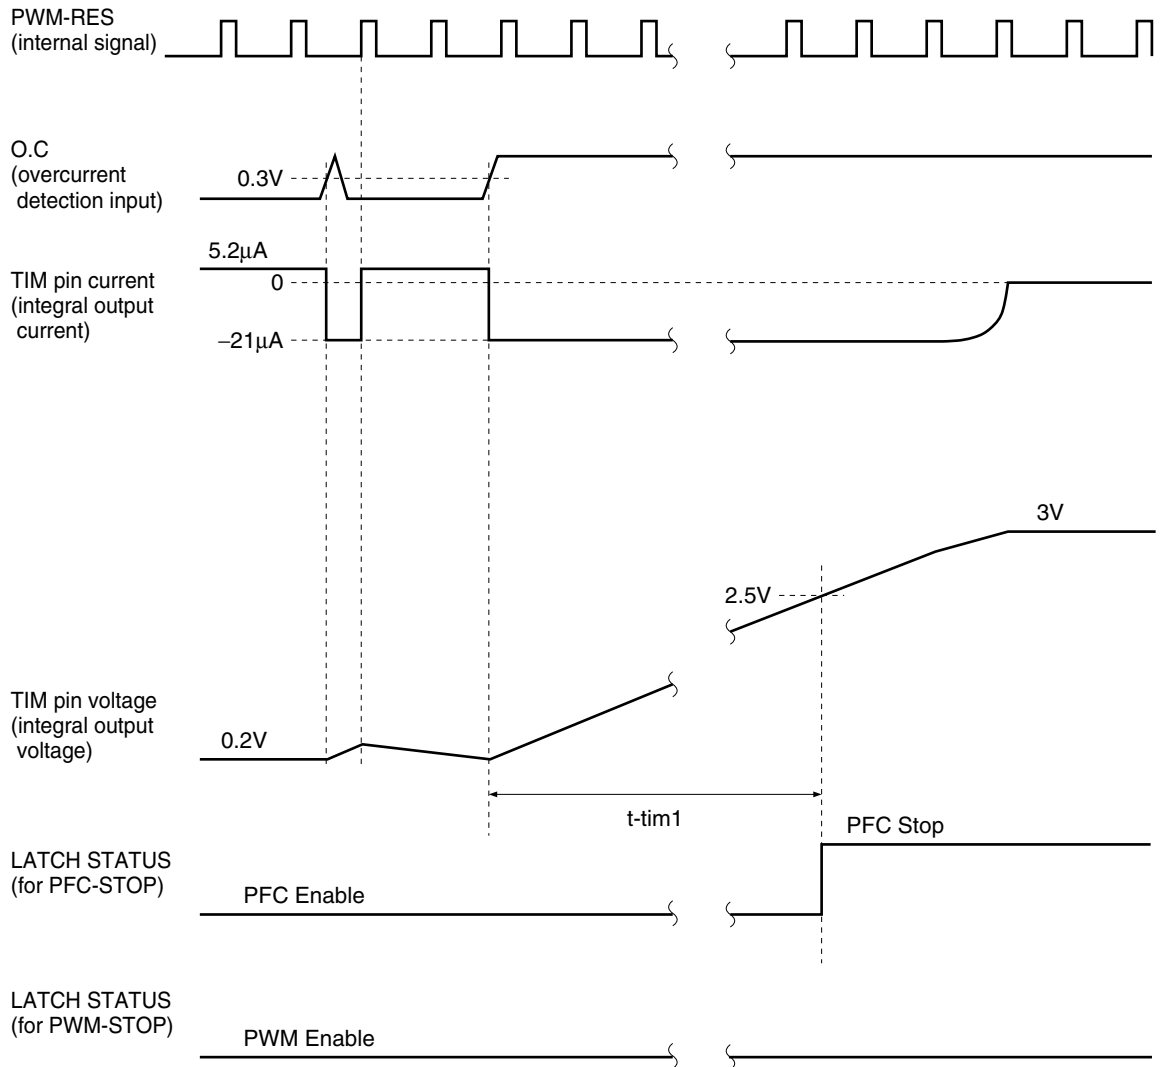 PWM-RES
(internal signal)
O.C
(overcurrent
detection input)
0.3V
5.2µA
TIM pin current
(integral output
current)
0
−21µA
3V
2.5V
TIM pin voltage
(integral output
voltage)
0.2V
t-tim1
PFC Stop
LATCH STATUS
(for PFC-STOP)
PFC Enable
LATCH STATUS
(for PWM-STOP)
PWM Enable